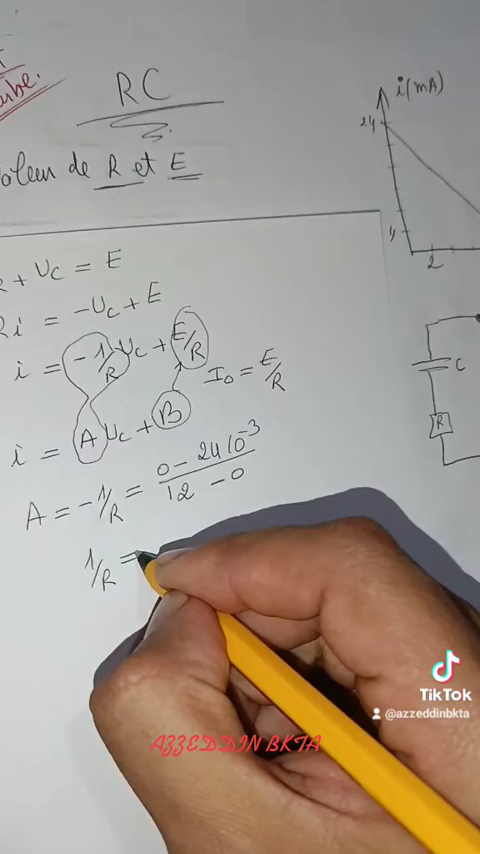 RC
de R et E
+ Uc = E
Ri = -Uc + E
i = -1/R Uc + E/R
I₀ = E/R
i = A Uc + B
A = -1/R = (0 - 24 10⁻³)/(12 - 0)
1/R =
i(mA)
24
4
2
C
R
TikTok
@azzeddinbkta
AZZEDDIN BKTA